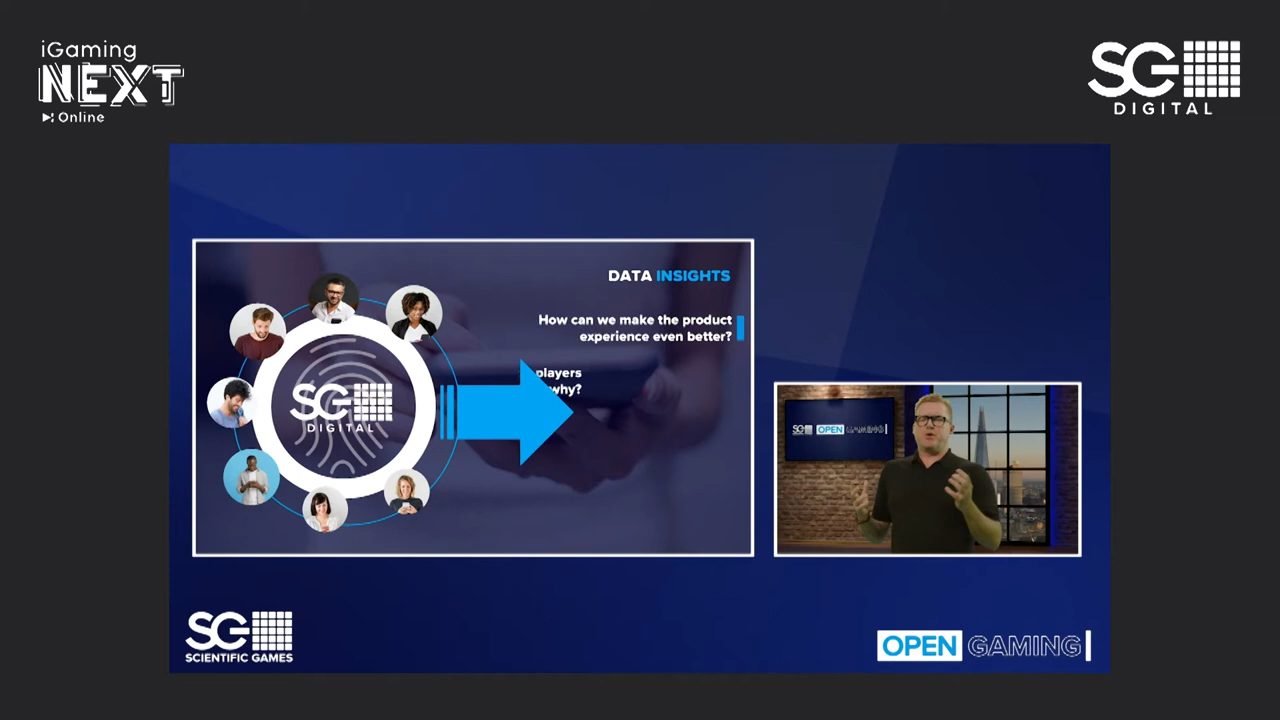 iGaming
NEXT
Online
SG
DIGITAL
DATA INSIGHTS
How can we make the product
experience even better?
players
why?
SG
DIGITAL
SG OPEN GAMING
SG
SCIENTIFIC GAMES
OPEN GAMING